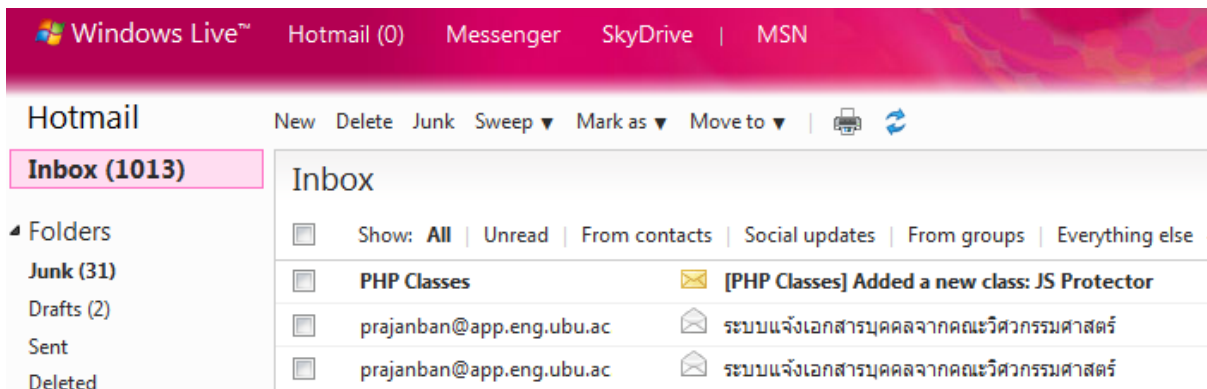 Windows Live™ Hotmail (0) Messenger SkyDrive | MSN
Hotmail New Delete Junk Sweep ▼ Mark as ▼ Move to ▼ |
Inbox (1013)
Inbox
Folders
Show: All | Unread | From contacts | Social updates | From groups | Everything else
Junk (31)
PHP Classes [PHP Classes] Added a new class: JS Protector
Drafts (2)
prajanban@app.eng.ubu.ac ระบบแจ้งเอกสารบุคคลจากคณะวิศวกรรมศาสตร์
Sent
prajanban@app.eng.ubu.ac ระบบแจ้งเอกสารบุคคลจากคณะวิศวกรรมศาสตร์
Deleted